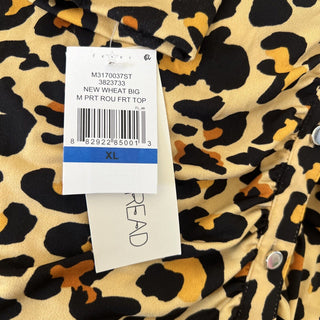 M3170037ST
3823733
NEW WHEAT BIG
M PRT ROU FRT TOP
8 82922 85001 3
XL
READ